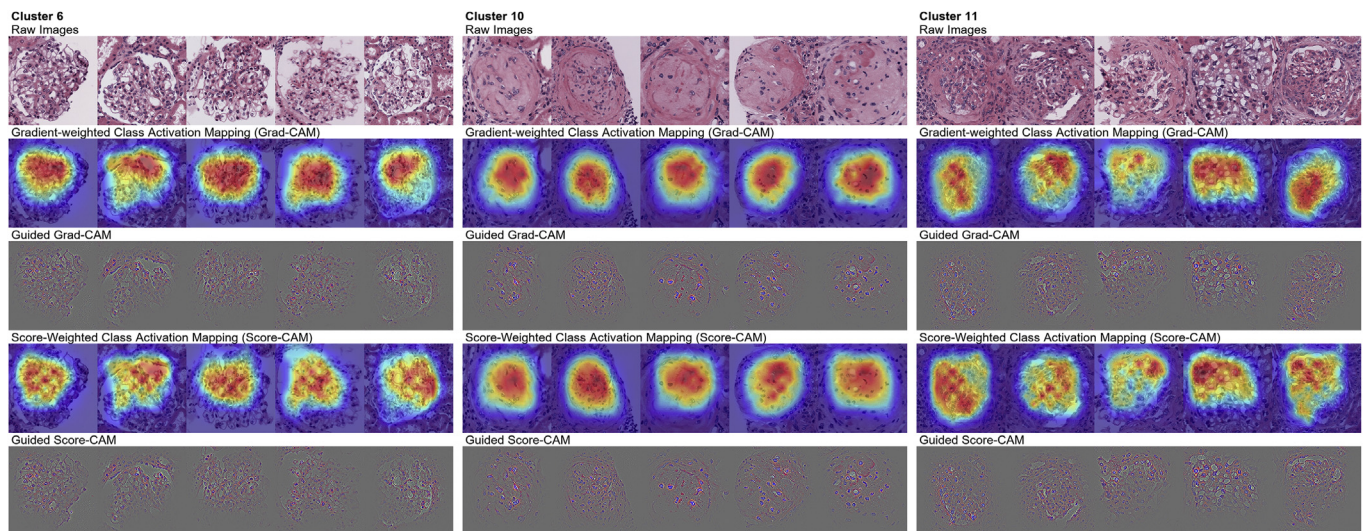 Cluster 6
Raw Images
Gradient-weighted Class Activation Mapping (Grad-CAM)
Guided Grad-CAM
Score-Weighted Class Activation Mapping (Score-CAM)
Guided Score-CAM
Cluster 10
Raw Images
Gradient-weighted Class Activation Mapping (Grad-CAM)
Guided Grad-CAM
Score-Weighted Class Activation Mapping (Score-CAM)
Guided Score-CAM
Cluster 11
Raw Images
Gradient-weighted Class Activation Mapping (Grad-CAM)
Guided Grad-CAM
Score-Weighted Class Activation Mapping (Score-CAM)
Guided Score-CAM